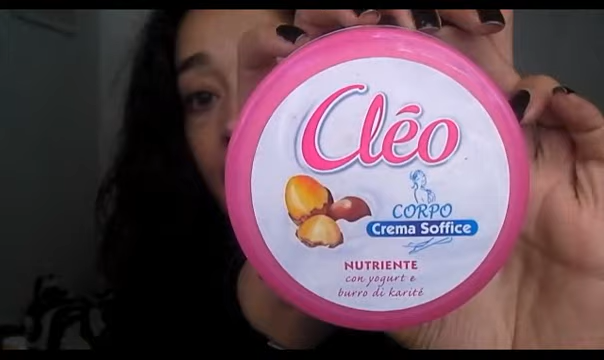 Cléo
CORPO
Crema Soffice
NUTRIENTE
con yogurt e
burro di karité